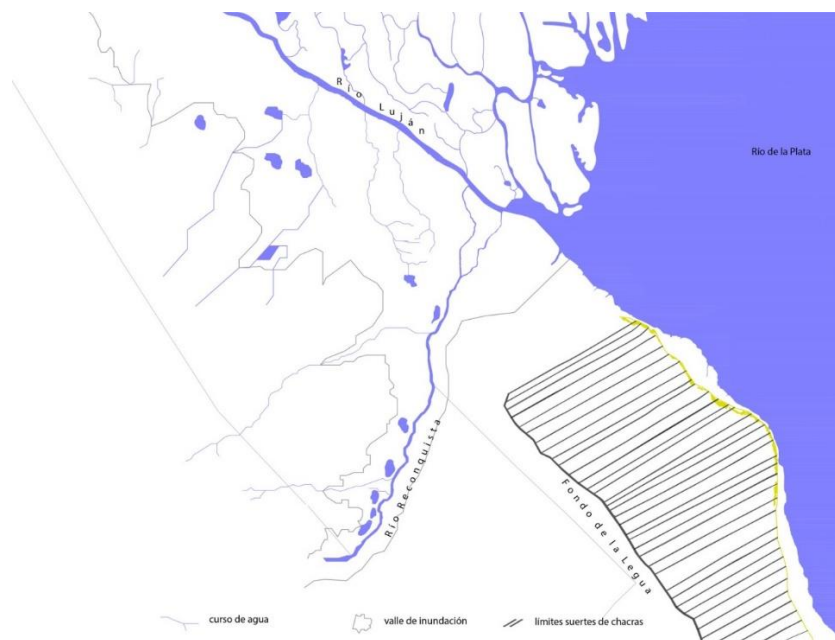 Río Luján
Río de la Plata
Río Reconquista
Fondo de la Legua
curso de agua
valle de inundación
límites suertes de chacras